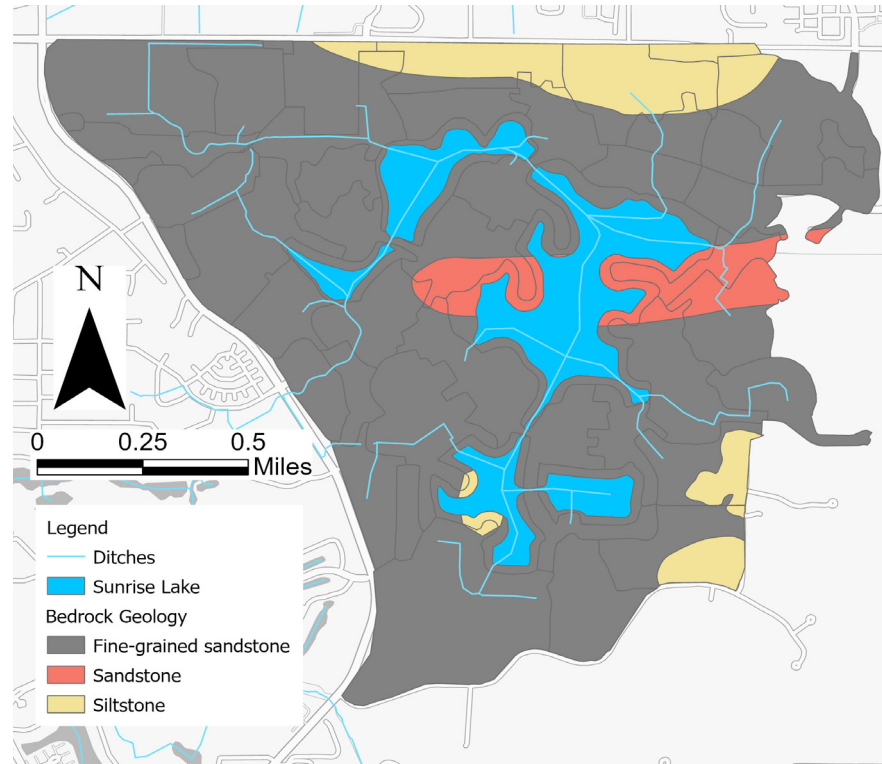 N
0 0.25 0.5
Miles
Legend
Ditches
Sunrise Lake
Bedrock Geology
Fine-grained sandstone
Sandstone
Siltstone